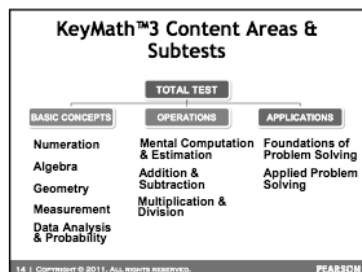 KeyMath™3 Content Areas &
Subtests
TOTAL TEST
BASIC CONCEPTS
OPERATIONS
APPLICATIONS
Numeration
Algebra
Geometry
Measurement
Data Analysis
& Probability
Mental Computation
& Estimation
Addition &
Subtraction
Multiplication &
Division
Foundations of
Problem Solving
Applied Problem
Solving
14 | COPYRIGHT © 2011. ALL RIGHTS RESERVED.
PEARSON